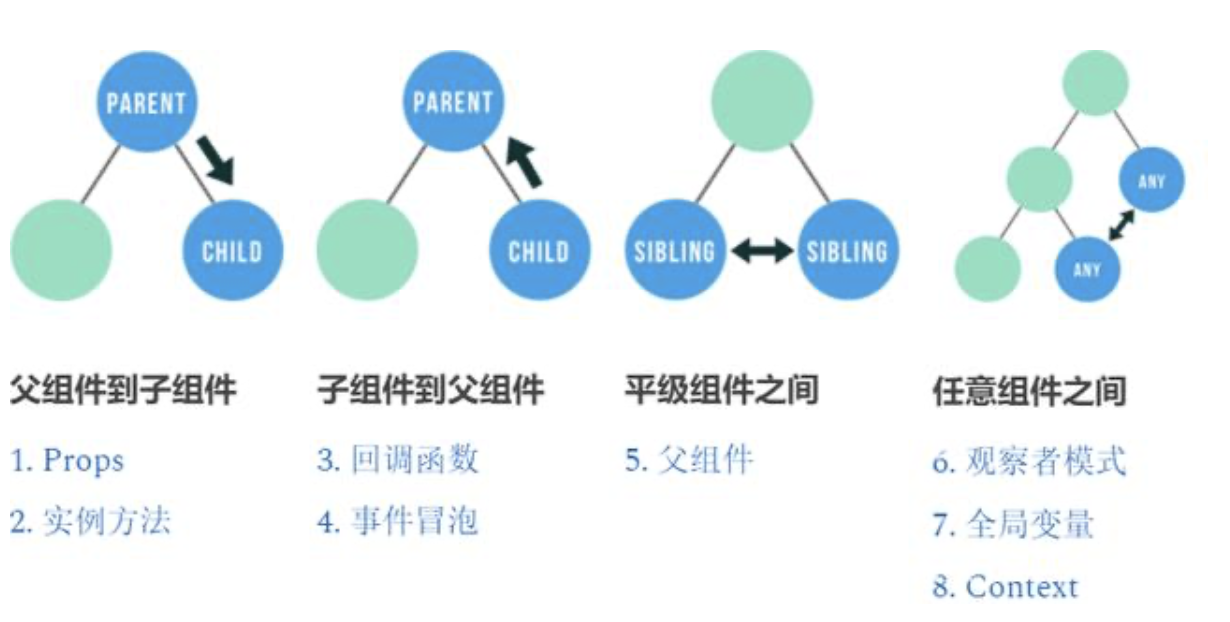 PARENT
CHILD
父组件到子组件
1. Props
2. 实例方法
PARENT
CHILD
子组件到父组件
3. 回调函数
4. 事件冒泡
SIBLING
SIBLING
平级组件之间
5. 父组件
ANY
ANY
任意组件之间
6. 观察者模式
7. 全局变量
8. Context